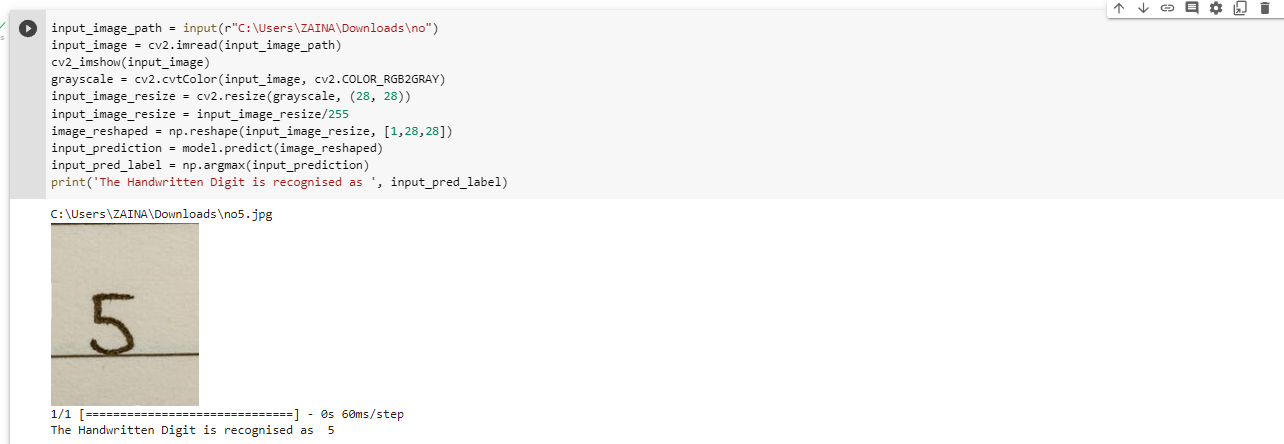 input_image_path = input(r"C:\Users\ZAINA\Downloads\no")
input_image = cv2.imread(input_image_path)
cv2_imshow(input_image)
grayscale = cv2.cvtColor(input_image, cv2.COLOR_RGB2GRAY)
input_image_resize = cv2.resize(grayscale, (28, 28))
input_image_resize = input_image_resize/255
image_reshaped = np.reshape(input_image_resize, [1,28,28])
input_prediction = model.predict(image_reshaped)
input_pred_label = np.argmax(input_prediction)
print('The Handwritten Digit is recognised as ', input_pred_label)
C:\Users\ZAINA\Downloads\no5.jpg
5
1/1 [==============================] - 0s 60ms/step
The Handwritten Digit is recognised as  5